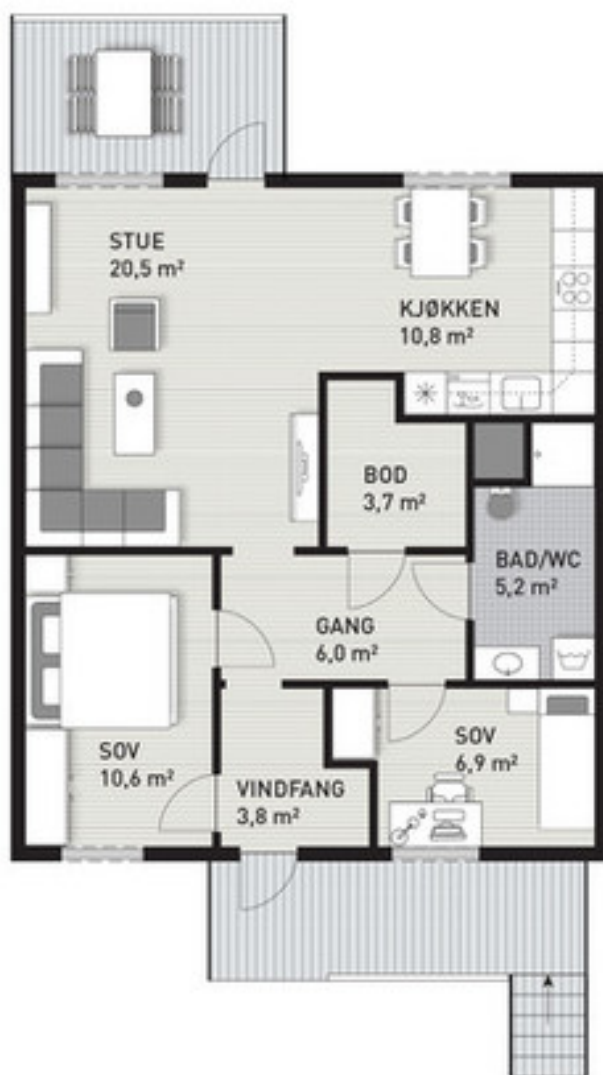 STUE
20,5 m²
KJØKKEN
10,8 m²
BOD
3,7 m²
BAD/WC
5,2 m²
GANG
6,0 m²
SOV
10,6 m²
SOV
6,9 m²
VINDFANG
3,8 m²